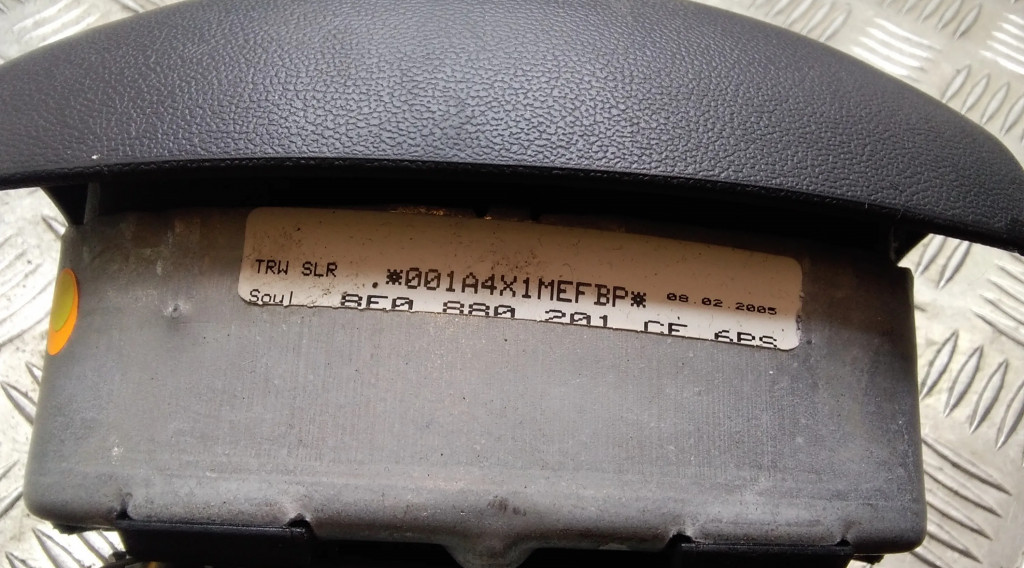 TRW SLR .*001A4X1MEFBP* 08.02.2005
Soul 8E0 880 201 CF 6PS